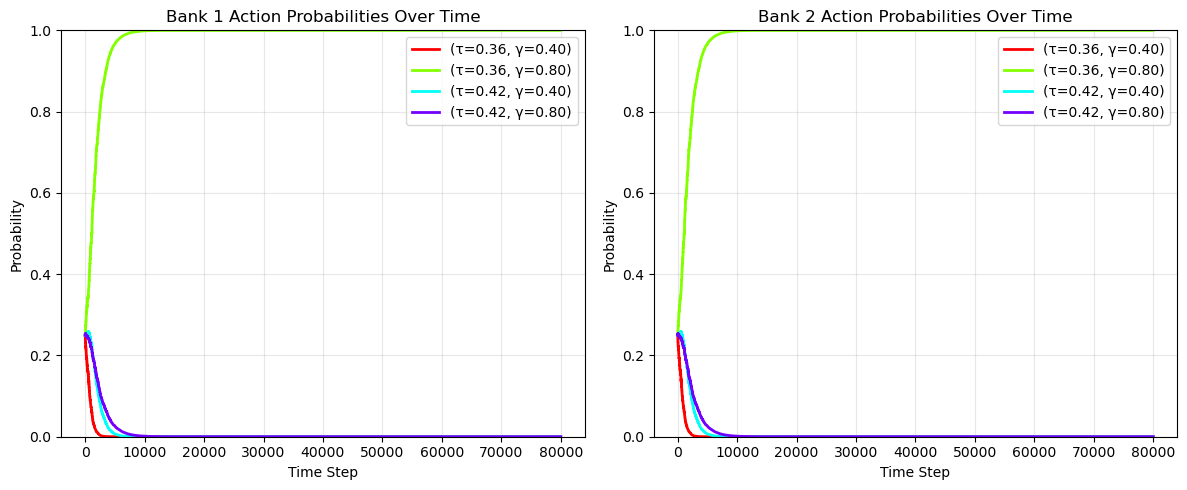 Bank 1 Action Probabilities Over Time
1.0
0.8
0.6
0.4
0.2
0.0
Probability
0 10000 20000 30000 40000 50000 60000 70000 80000
Time Step
(τ=0.36, γ=0.40)
(τ=0.36, γ=0.80)
(τ=0.42, γ=0.40)
(τ=0.42, γ=0.80)
Bank 2 Action Probabilities Over Time
1.0
0.8
0.6
0.4
0.2
0.0
Probability
0 10000 20000 30000 40000 50000 60000 70000 80000
Time Step
(τ=0.36, γ=0.40)
(τ=0.36, γ=0.80)
(τ=0.42, γ=0.40)
(τ=0.42, γ=0.80)